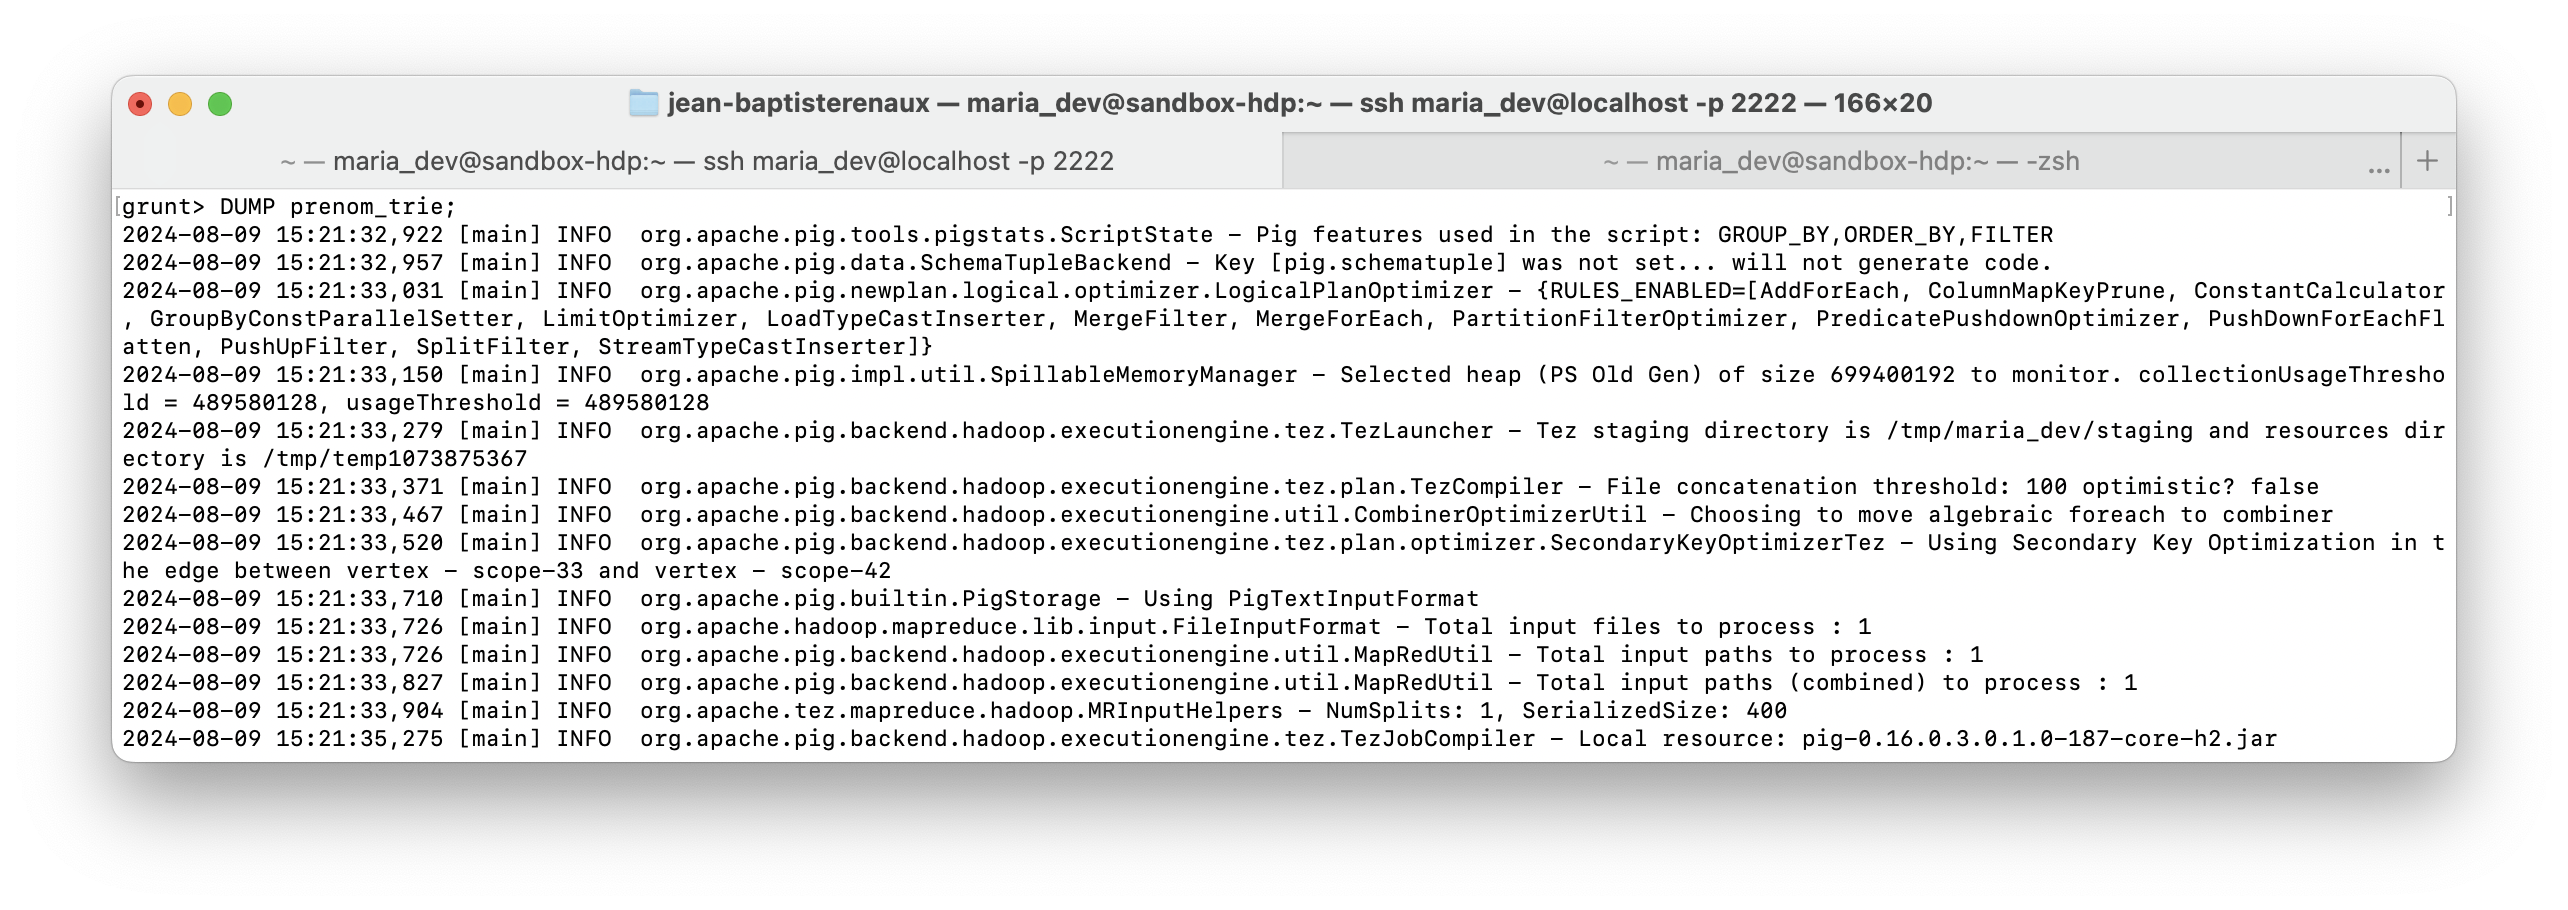 jean-baptisterenaux — maria_dev@sandbox-hdp:~ — ssh maria_dev@localhost -p 2222 — 166×20
~ — maria_dev@sandbox-hdp:~ — ssh maria_dev@localhost -p 2222
~ — maria_dev@sandbox-hdp:~ — -zsh
... +
[grunt> DUMP prenom_trie; ]
2024-08-09 15:21:32,922 [main] INFO  org.apache.pig.tools.pigstats.ScriptState - Pig features used in the script: GROUP_BY,ORDER_BY,FILTER
2024-08-09 15:21:32,957 [main] INFO  org.apache.pig.data.SchemaTupleBackend - Key [pig.schematuple] was not set... will not generate code.
2024-08-09 15:21:33,031 [main] INFO  org.apache.pig.newplan.logical.optimizer.LogicalPlanOptimizer - {RULES_ENABLED=[AddForEach, ColumnMapKeyPrune, ConstantCalculator
, GroupByConstParallelSetter, LimitOptimizer, LoadTypeCastInserter, MergeFilter, MergeForEach, PartitionFilterOptimizer, PredicatePushdownOptimizer, PushDownForEachFl
atten, PushUpFilter, SplitFilter, StreamTypeCastInserter]}
2024-08-09 15:21:33,150 [main] INFO  org.apache.pig.impl.util.SpillableMemoryManager - Selected heap (PS Old Gen) of size 699400192 to monitor. collectionUsageThresho
ld = 489580128, usageThreshold = 489580128
2024-08-09 15:21:33,279 [main] INFO  org.apache.pig.backend.hadoop.executionengine.tez.TezLauncher - Tez staging directory is /tmp/maria_dev/staging and resources dir
ectory is /tmp/temp1073875367
2024-08-09 15:21:33,371 [main] INFO  org.apache.pig.backend.hadoop.executionengine.tez.plan.TezCompiler - File concatenation threshold: 100 optimistic? false
2024-08-09 15:21:33,467 [main] INFO  org.apache.pig.backend.hadoop.executionengine.util.CombinerOptimizerUtil - Choosing to move algebraic foreach to combiner
2024-08-09 15:21:33,520 [main] INFO  org.apache.pig.backend.hadoop.executionengine.tez.plan.optimizer.SecondaryKeyOptimizerTez - Using Secondary Key Optimization in t
he edge between vertex - scope-33 and vertex - scope-42
2024-08-09 15:21:33,710 [main] INFO  org.apache.pig.builtin.PigStorage - Using PigTextInputFormat
2024-08-09 15:21:33,726 [main] INFO  org.apache.hadoop.mapreduce.lib.input.FileInputFormat - Total input files to process : 1
2024-08-09 15:21:33,726 [main] INFO  org.apache.pig.backend.hadoop.executionengine.util.MapRedUtil - Total input paths to process : 1
2024-08-09 15:21:33,827 [main] INFO  org.apache.pig.backend.hadoop.executionengine.util.MapRedUtil - Total input paths (combined) to process : 1
2024-08-09 15:21:33,904 [main] INFO  org.apache.tez.mapreduce.hadoop.MRInputHelpers - NumSplits: 1, SerializedSize: 400
2024-08-09 15:21:35,275 [main] INFO  org.apache.pig.backend.hadoop.executionengine.tez.TezJobCompiler - Local resource: pig-0.16.0.3.0.1.0-187-core-h2.jar